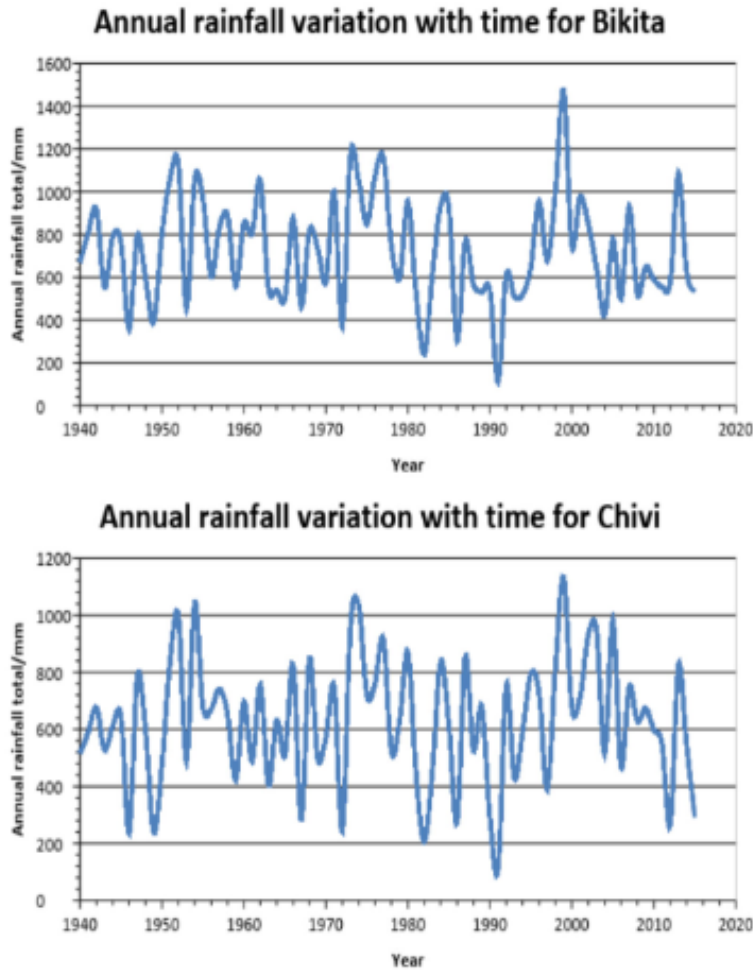 Annual rainfall variation with time for Bikita
Annual rainfall total/mm
1600
1400
1200
1000
800
600
400
200
0
1940 1950 1960 1970 1980 1990 2000 2010 2020
Year
Annual rainfall variation with time for Chivi
Annual rainfall total/mm
1200
1000
800
600
400
200
0
1940 1950 1960 1970 1980 1990 2000 2010 2020
Year